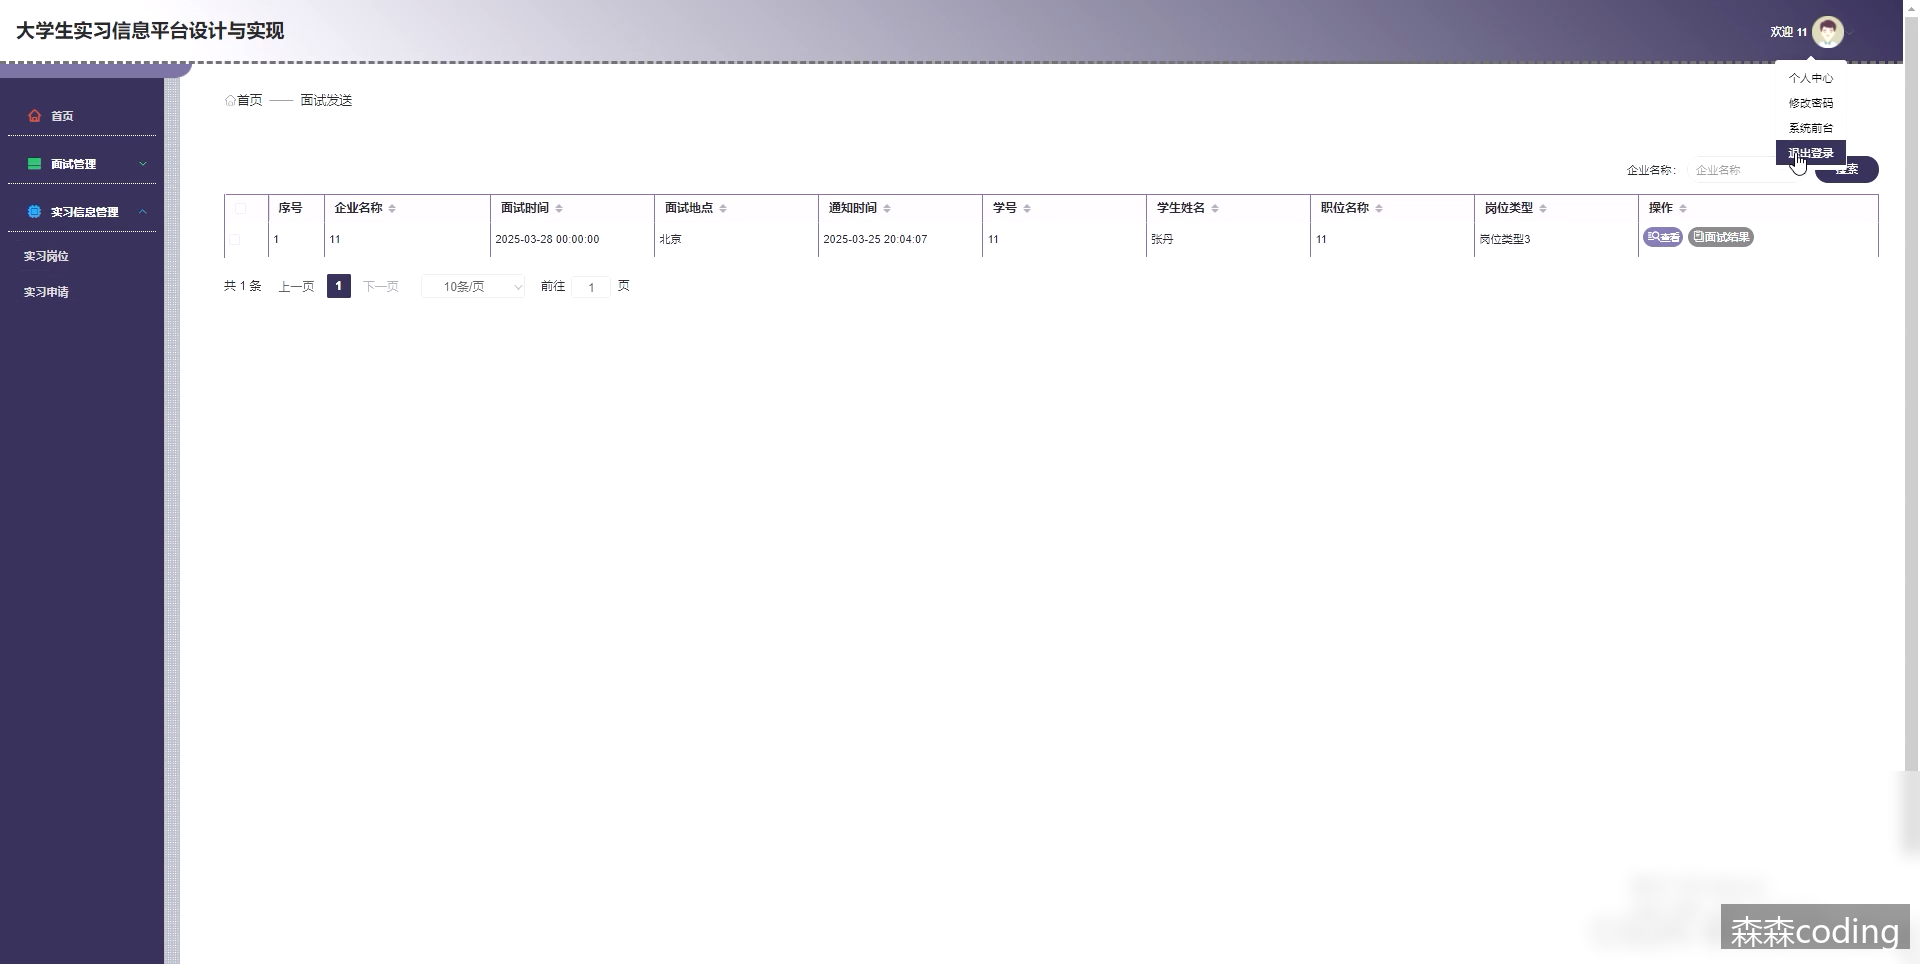 大学生实习信息平台设计与实现
欢迎 11
个人中心
修改密码
系统前台
退出登录
首页
面试管理
实习信息管理
实习岗位
实习申请
首页 —— 面试发送
企业名称： 企业名称 搜索
序号 企业名称 面试时间 面试地点 通知时间 学号 学生姓名 职位名称 岗位类型 操作
1 11 2025-03-28 00:00:00 北京 2025-03-25 20:04:07 11 张丹 11 岗位类型3 查看 面试结果
共 1 条 上一页 1 下一页 10条/页 前往 1 页
森森coding